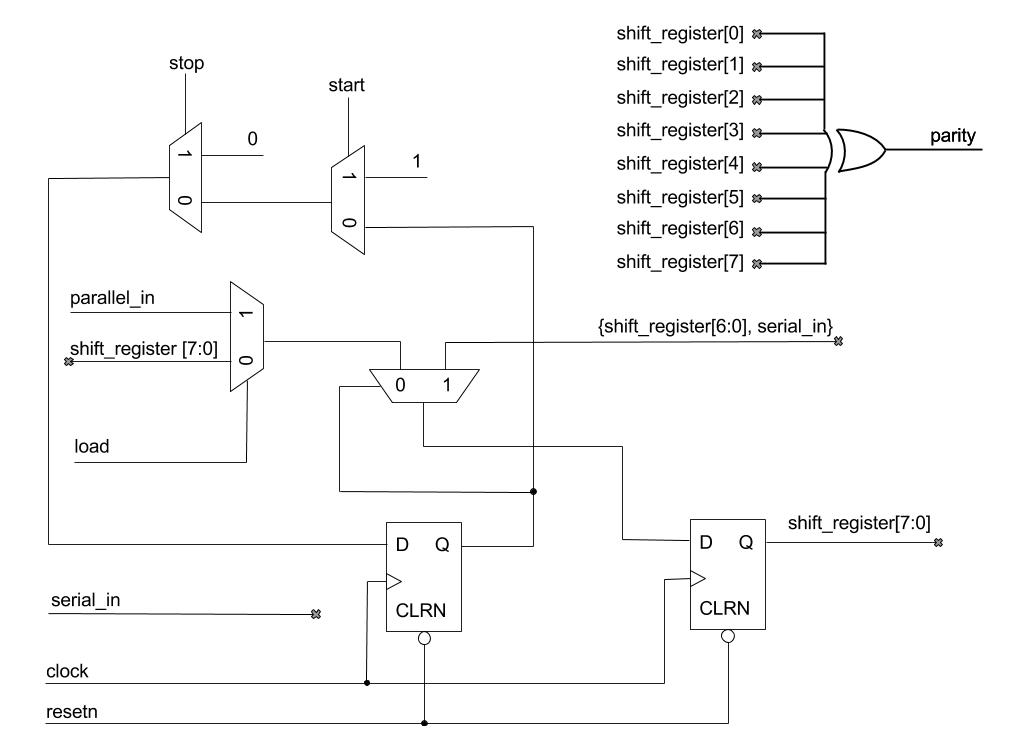 shift_register[0]
stop
shift_register[1]
start
shift_register[2]
shift_register[3]
0
parity
1
1
shift_register[4]
1
0
shift_register[5]
0
shift_register[6]
shift_register[7]
parallel_in
1
{shift_register[6:0], serial_in}
shift_register [7:0]
0
0 1
load
shift_register[7:0]
D Q
D Q
serial_in
CLRN
CLRN
clock
resetn